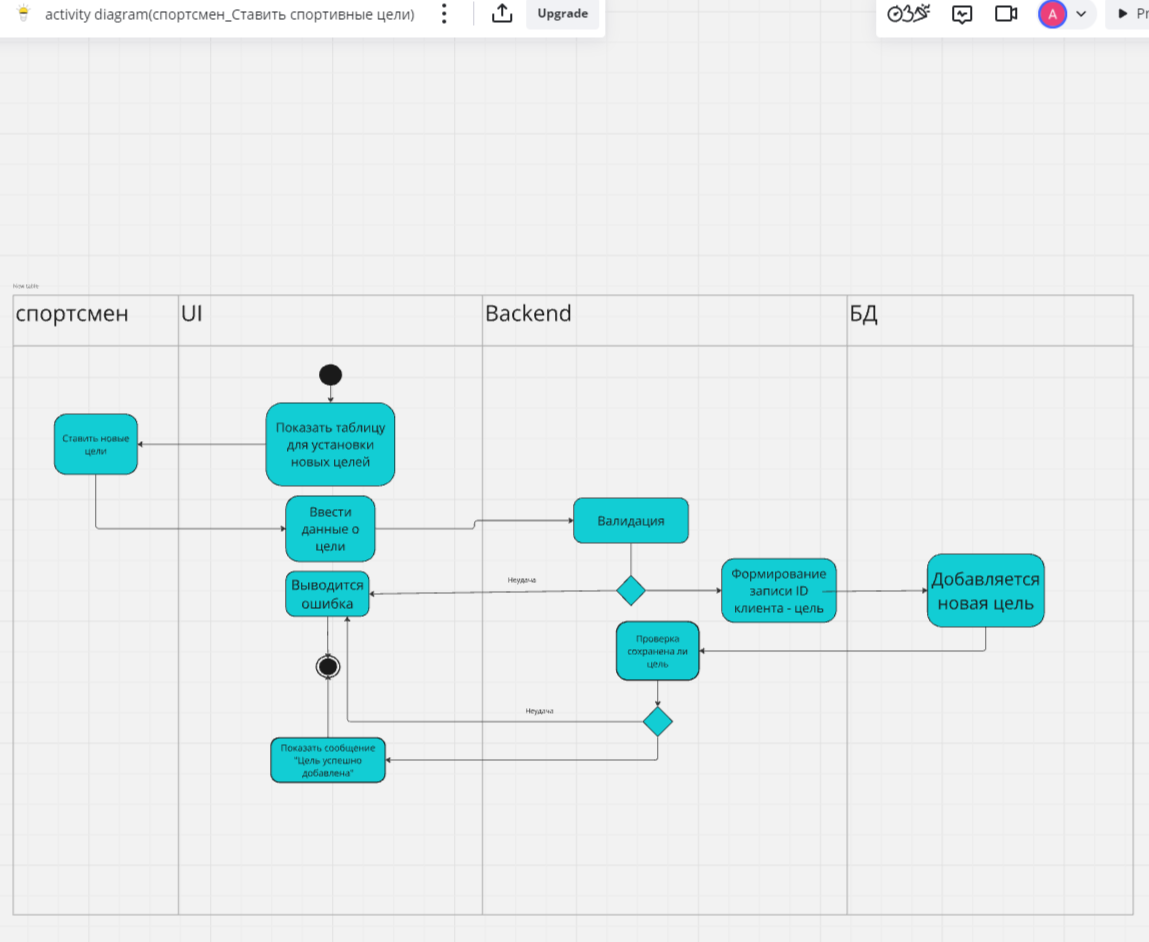 activity diagram(спортсмен_Ставить спортивные цели)
Upgrade
A
Pr
New table
спортсмен
UI
Backend
БД
Показать таблицу
для установки
новых целей
Ставить новые
цели
Ввести
данные о
цели
Валидация
Выводится
ошибка
Неудача
Формирование
записи ID
клиента - цель
Добавляется
новая цель
Проверка
сохранена ли
цель
Неудача
Показать сообщение
"Цель успешно
добавлена"